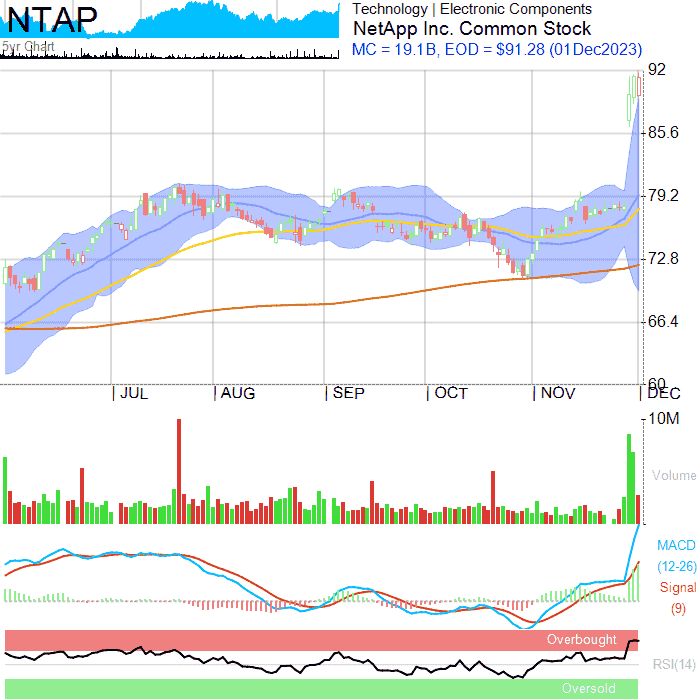 NTAP
5yr Chart
Technology | Electronic Components
NetApp Inc. Common Stock
MC = 19.1B, EOD = $91.28 (01Dec2023)
92
85.6
79.2
72.8
66.4
60
JUL
AUG
SEP
OCT
NOV
DEC
10M
Volume
MACD
(12-26)
Signal
(9)
Overbought
RSI(14)
Oversold